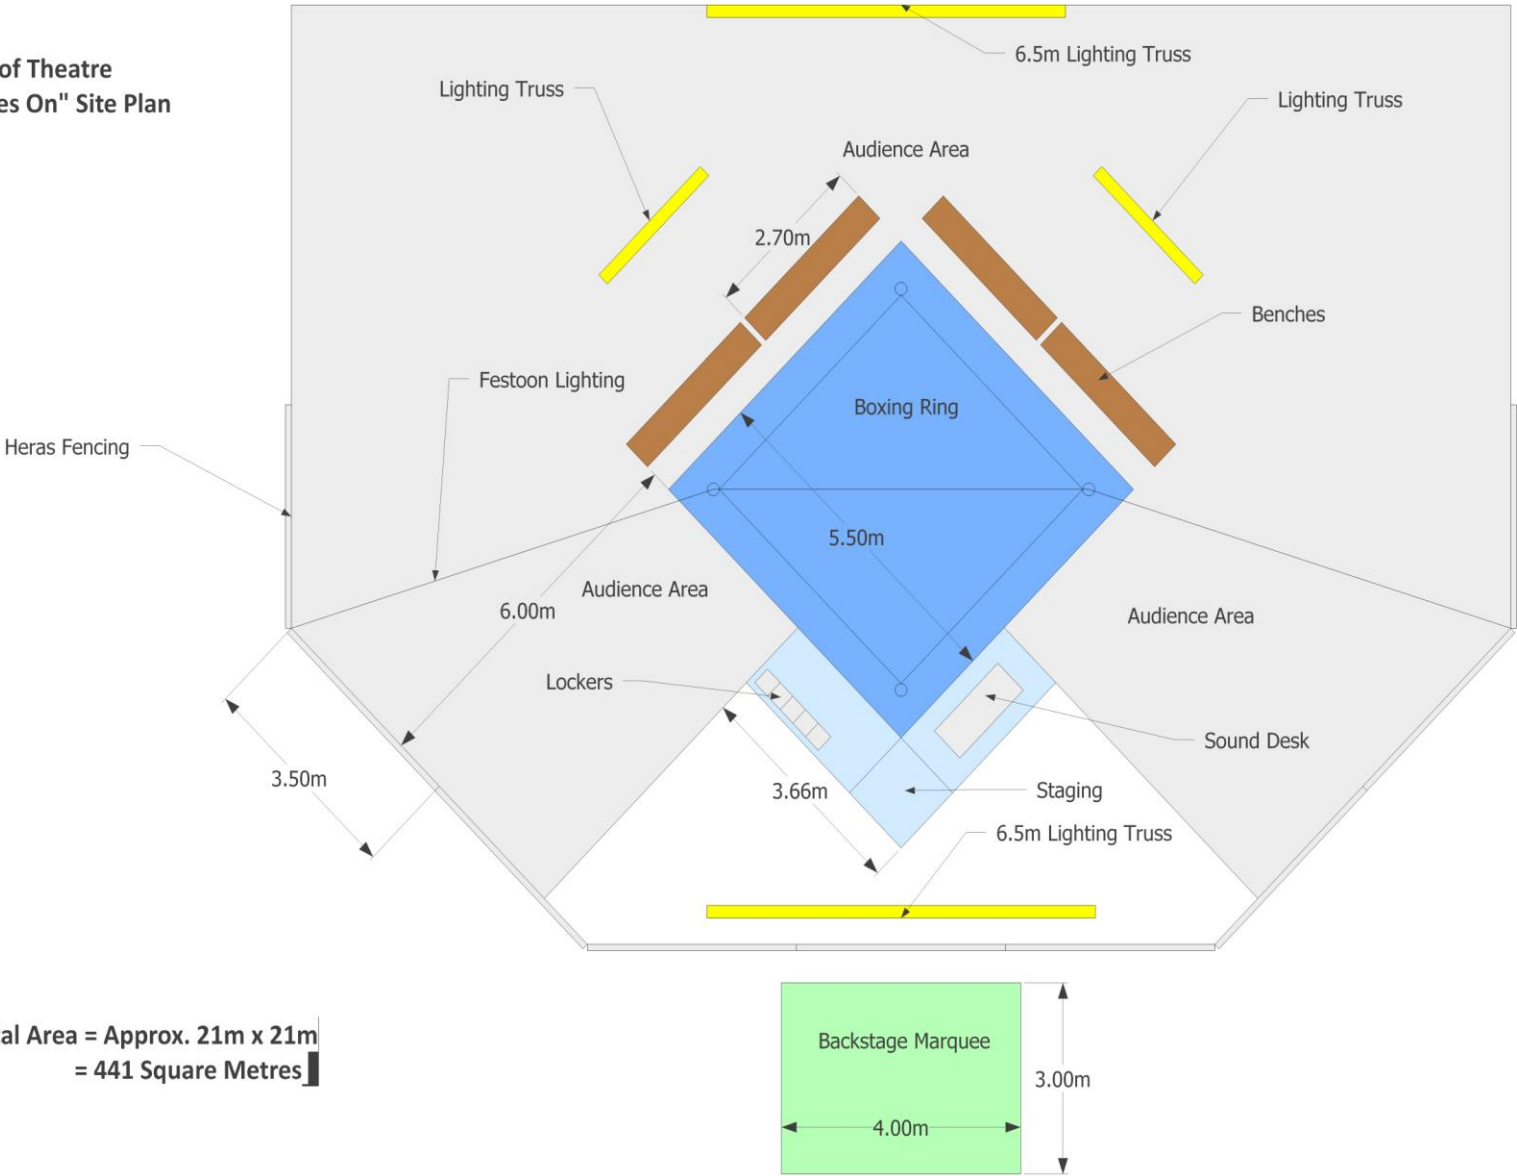 of Theatre
es On" Site Plan
6.5m Lighting Truss
Lighting Truss
Lighting Truss
Audience Area
2.70m
Benches
Festoon Lighting
Boxing Ring
Heras Fencing
5.50m
Audience Area
6.00m
Audience Area
Lockers
Sound Desk
3.50m
3.66m
Staging
6.5m Lighting Truss
tal Area = Approx. 21m x 21m
= 441 Square Metres
Backstage Marquee
3.00m
4.00m